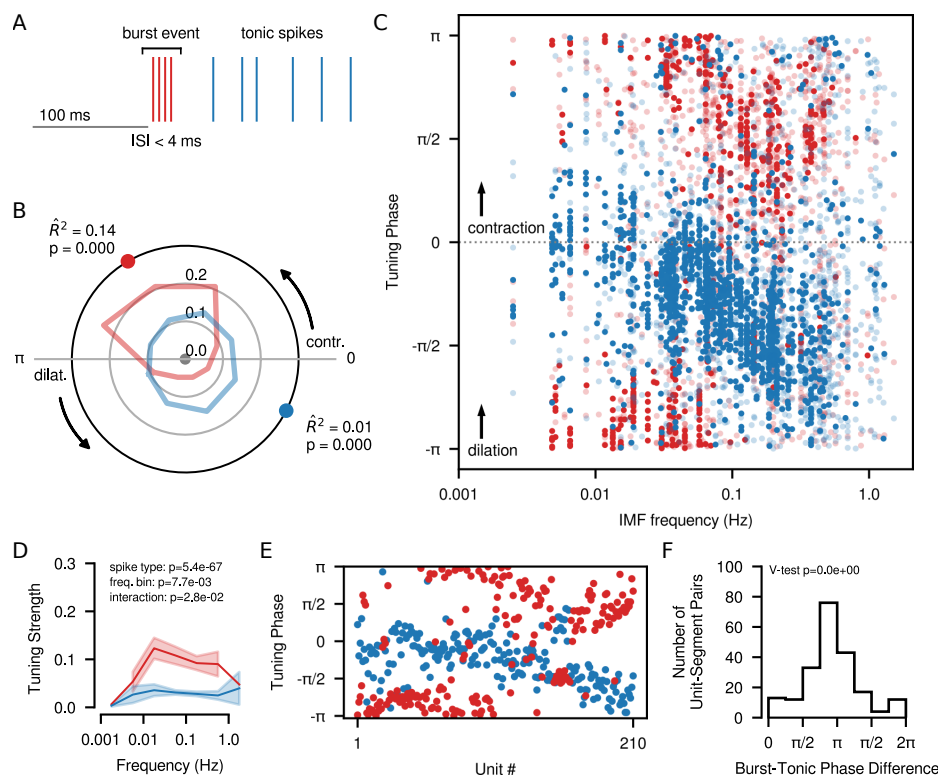 A
burst event
tonic spikes
100 ms
ISI < 4 ms
B
R̂² = 0.14
p = 0.000
0.2
0.1
0.0
contr.
π
0
dilat.
R̂² = 0.01
p = 0.000
C
Tuning Phase
π
π/2
0
-π/2
-π
contraction
dilation
0.001
0.01
0.1
1.0
IMF frequency (Hz)
D
Tuning Strength
0.3
0.2
0.1
0.0
spike type: p=5.4e-67
freq. bin: p=7.7e-03
interaction: p=2.8e-02
0.001
0.01
0.1
1.0
Frequency (Hz)
E
Tuning Phase
π
π/2
0
-π/2
-π
1
210
Unit #
F
Number of
Unit-Segment Pairs
100
80
60
40
20
0
V-test p=0.0e+00
0
π/2
π
π/2
2π
Burst-Tonic Phase Difference